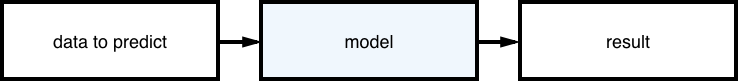 data to predict
model
result